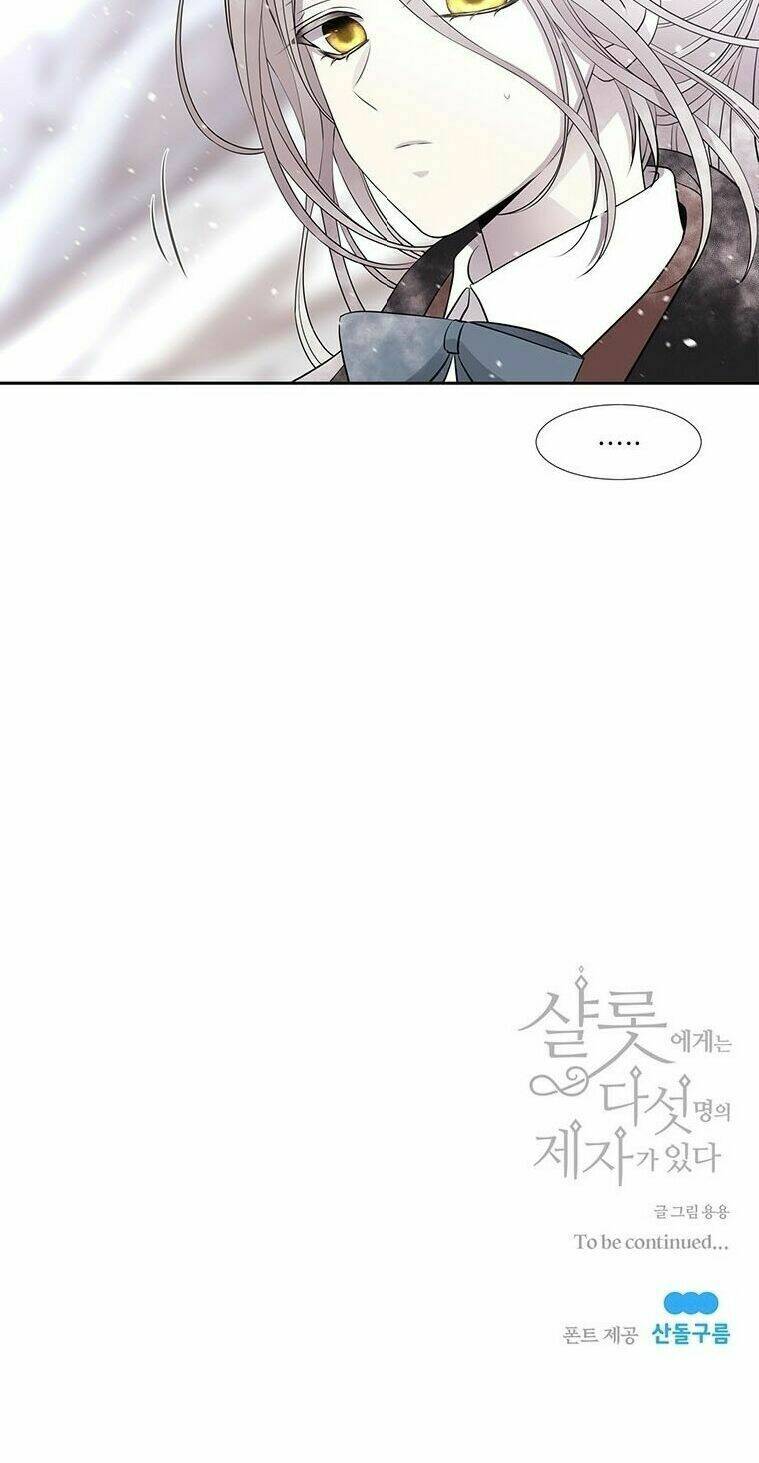 .....
샬롯에게는
다섯명의
제자가 있다
글 그림 용용
To be continued...
폰트 제공 산돌구름